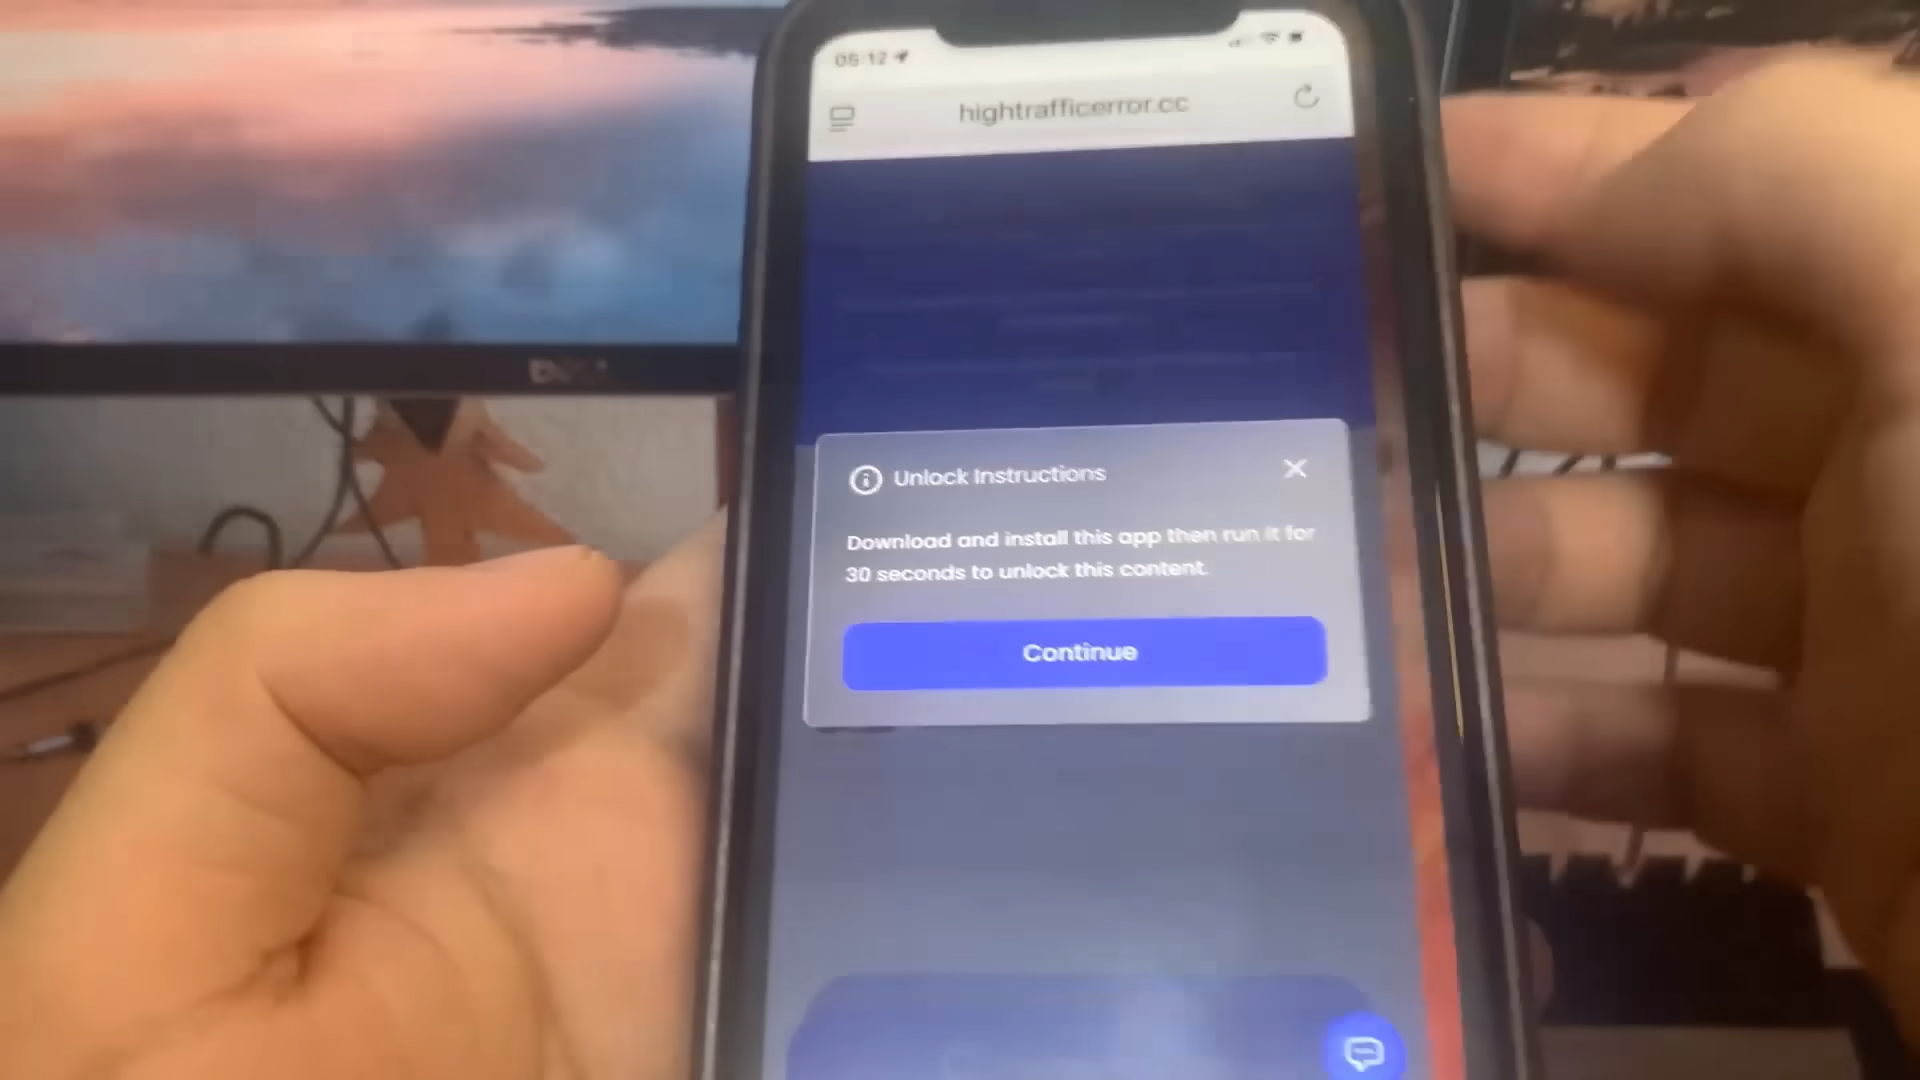 05:12
hightrafficerror.cc
Unlock Instructions
Download and install this app then run it for
30 seconds to unlock this content.
Continue